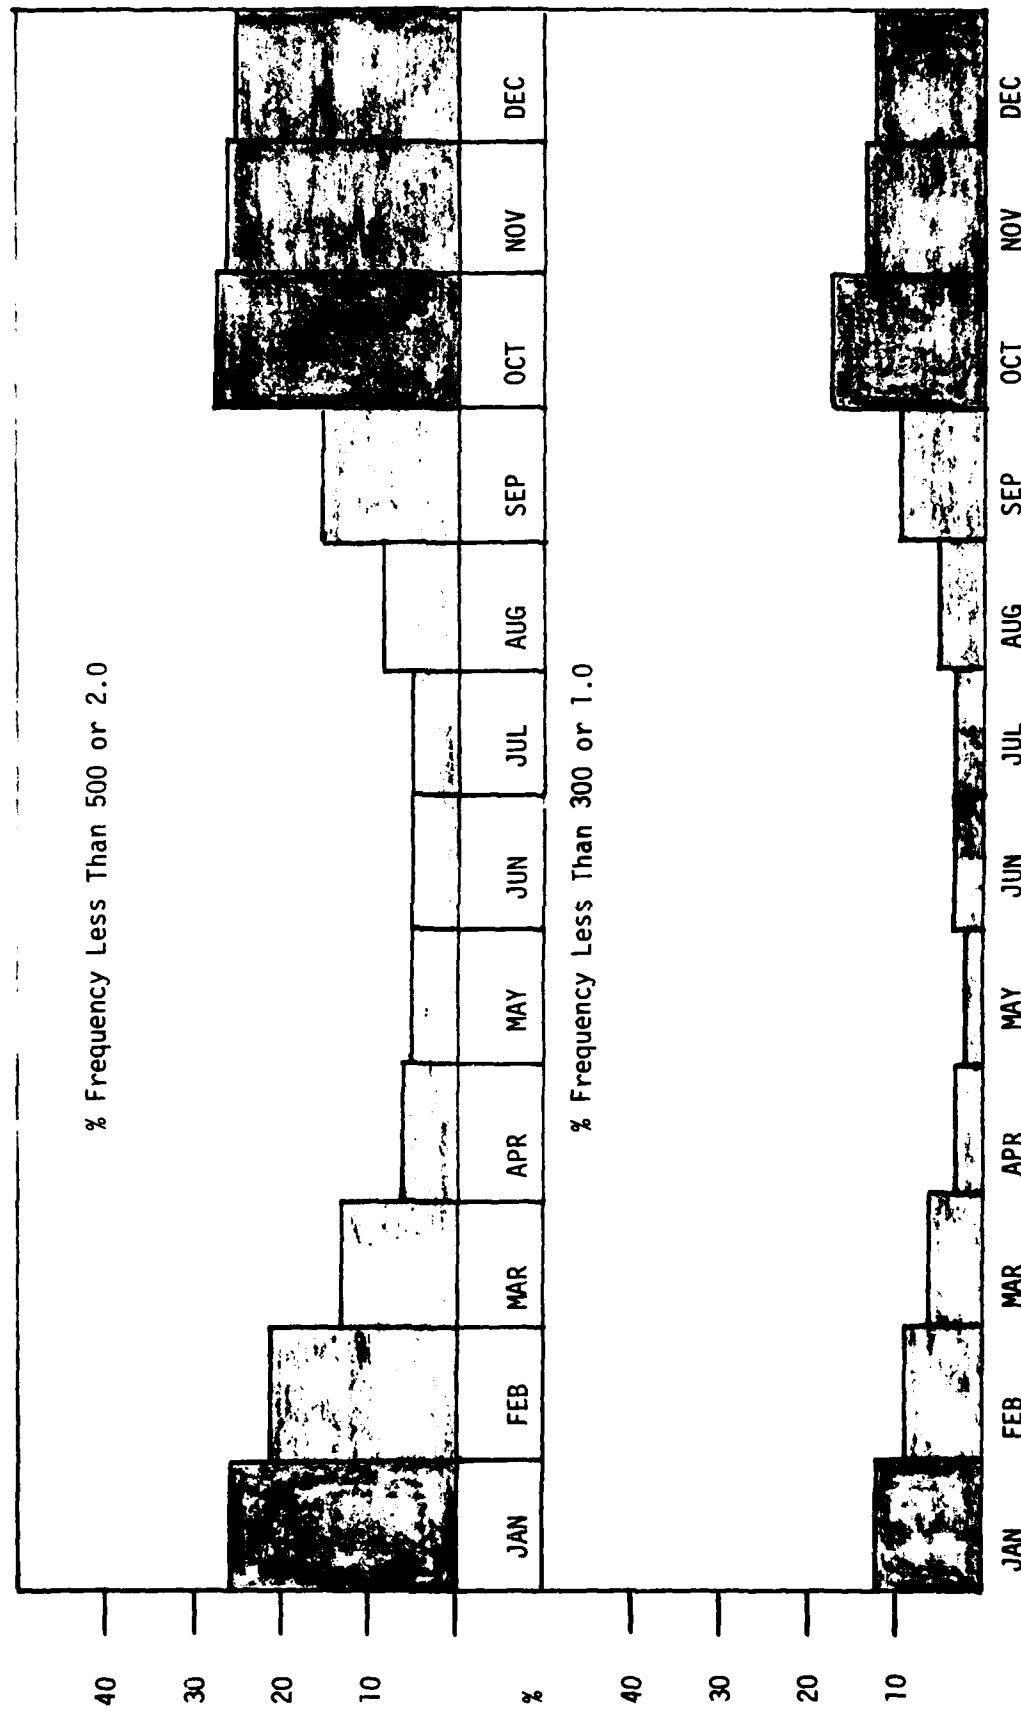 % Frequency Less Than 500 or 2.0
40
30
20
10
%
JAN FEB MAR APR MAY JUN JUL AUG SEP OCT NOV DEC
% Frequency Less Than 300 or 1.0
40
30
20
10
JAN FEB MAR APR MAY JUN JUL AUG SEP OCT NOV DEC